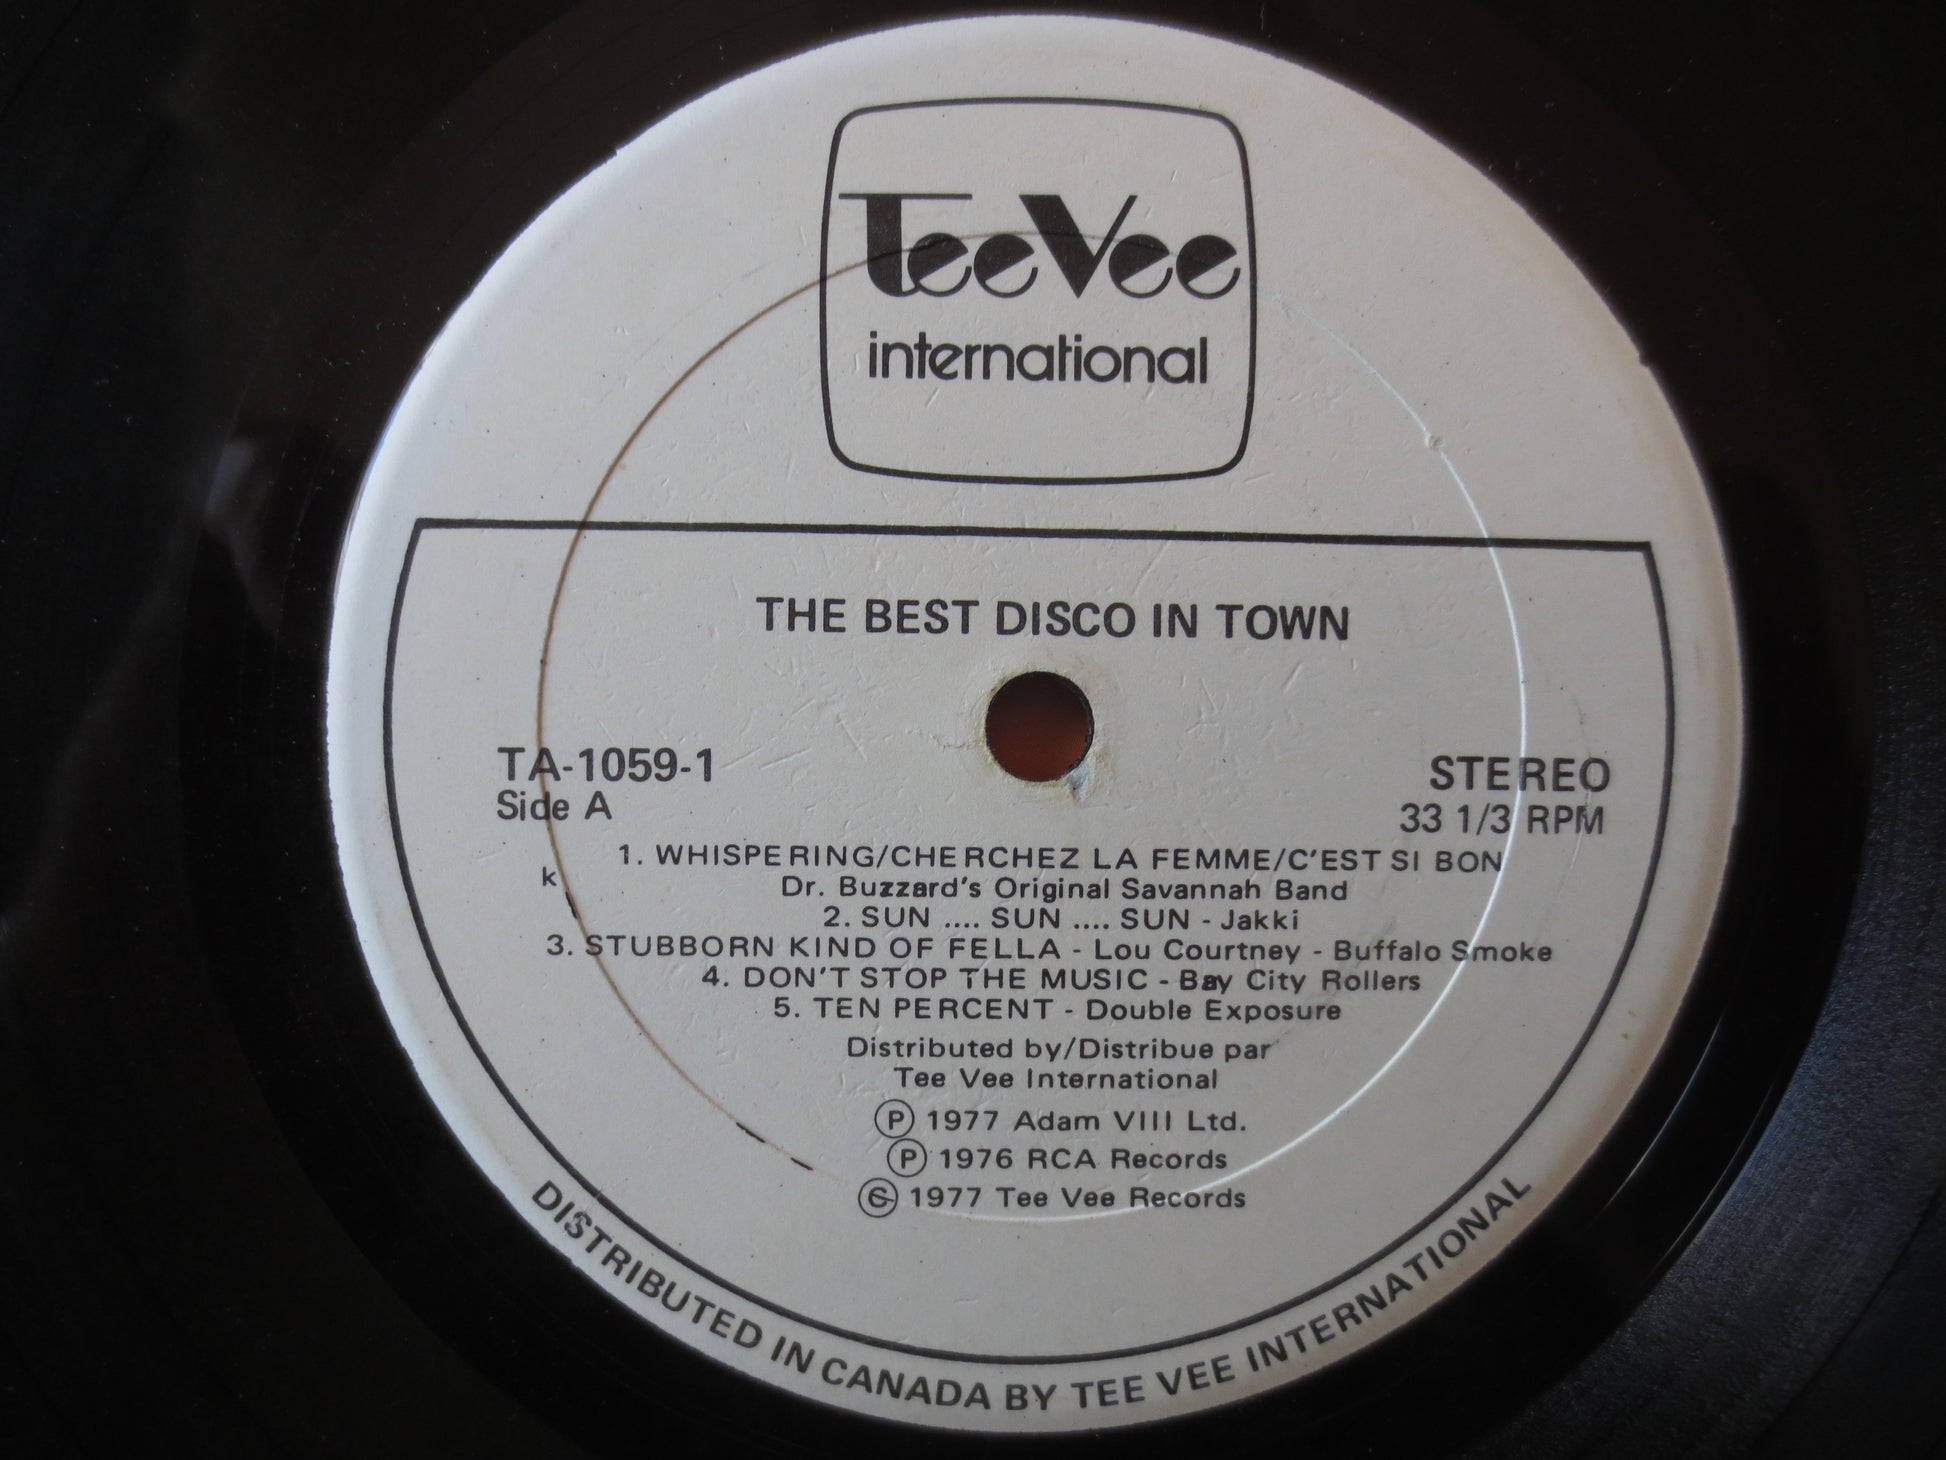 TeeVee
international
THE BEST DISCO IN TOWN
TA-1059-1
Side A
STEREO
33 1/3 RPM
1. WHISPERING/CHERCHEZ LA FEMME/C'EST SI BON
k
Dr. Buzzard's Original Savannah Band
2. SUN .... SUN .... SUN - Jakki
3. STUBBORN KIND OF FELLA - Lou Courtney - Buffalo Smoke
4. DON'T STOP THE MUSIC - Bay City Rollers
5. TEN PERCENT - Double Exposure
Distributed by/Distribue par
Tee Vee International
Ⓟ 1977 Adam VIII Ltd.
Ⓟ 1976 RCA Records
© 1977 Tee Vee Records
DISTRIBUTED IN CANADA BY TEE VEE INTERNATIONAL